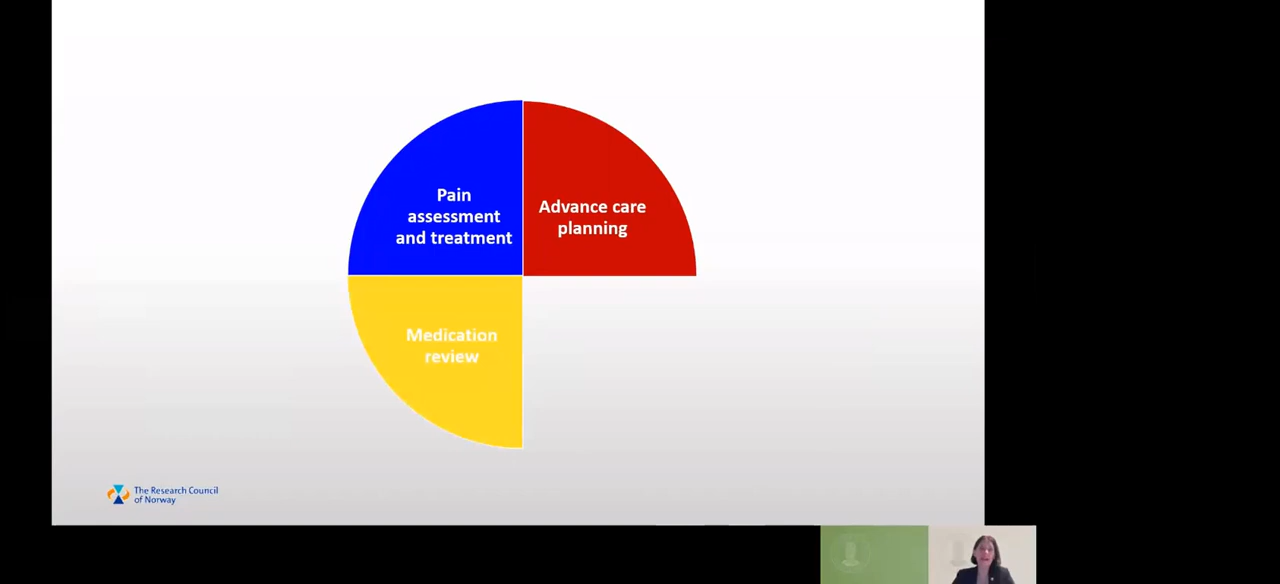 Pain
assessment
and treatment
Advance care
planning
Medication
review
The Research Council
of Norway